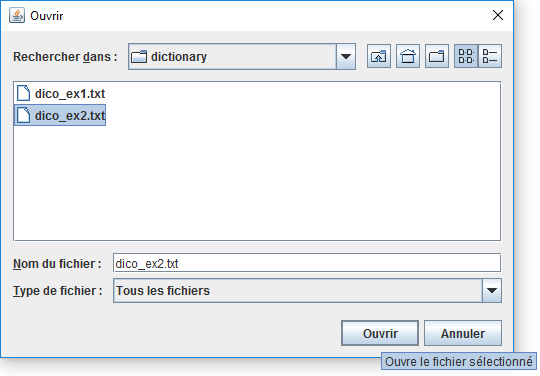 Ouvrir
Rechercher dans : dictionary
dico_ex1.txt
dico_ex2.txt
Nom du fichier : dico_ex2.txt
Type de fichier : Tous les fichiers
Ouvrir Annuler
Ouvre le fichier sélectionné